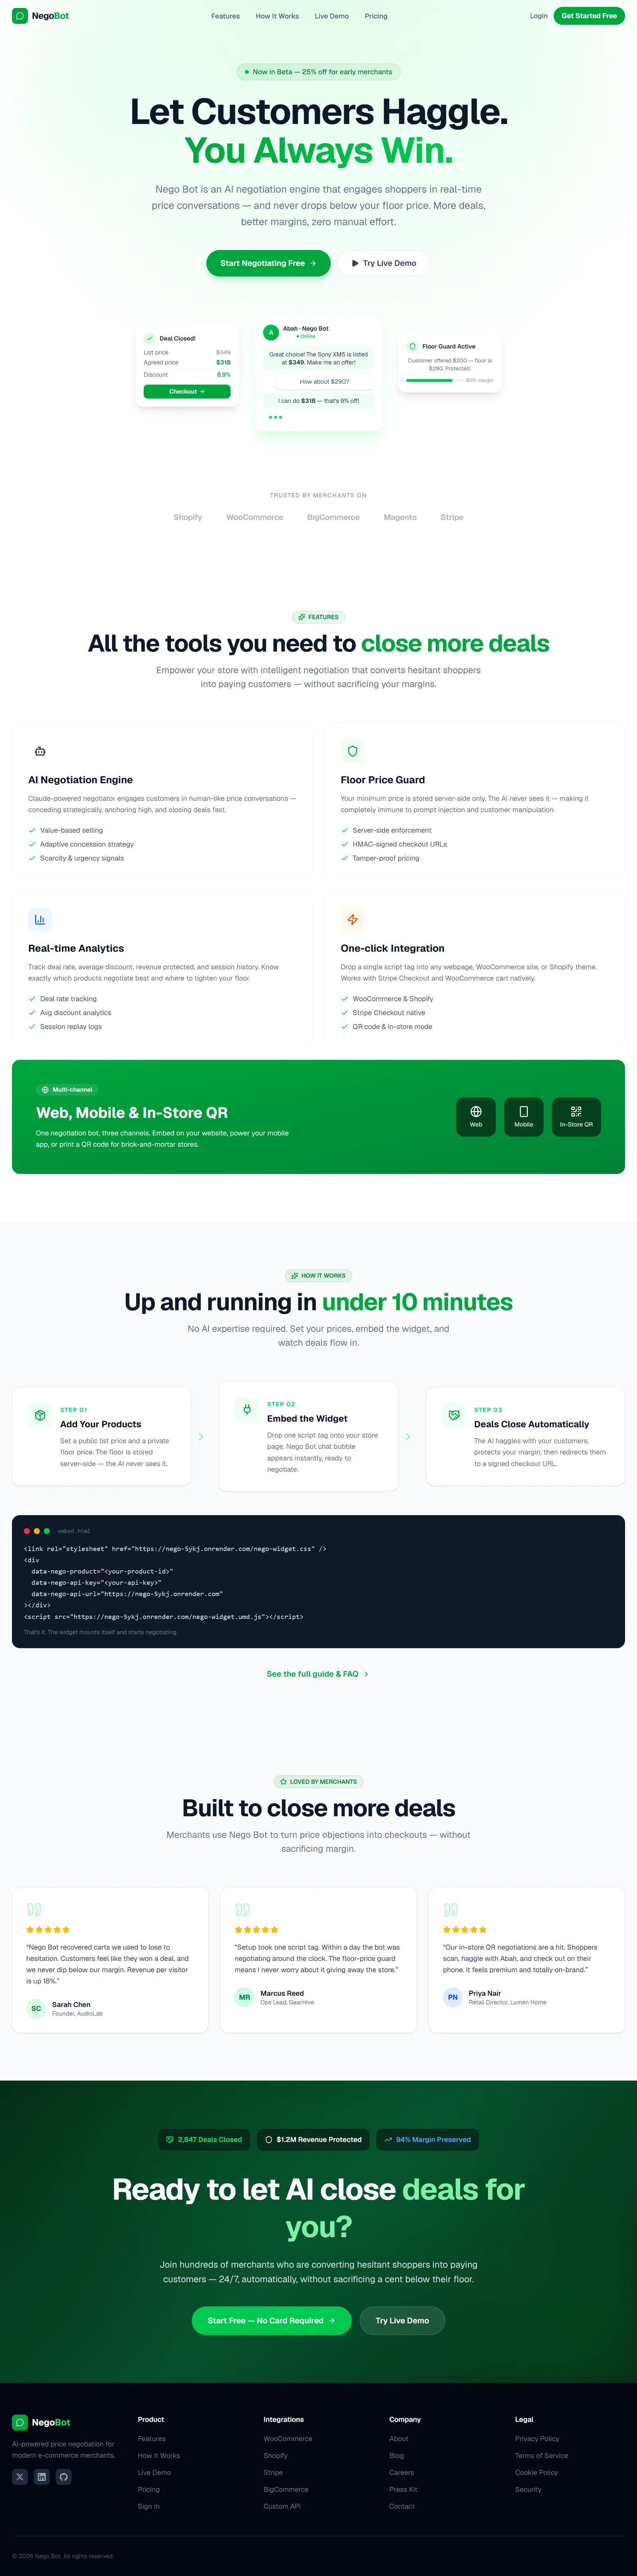 NegoBot
Features
How It Works
Live Demo
Pricing
Login
Get Started Free
Now in Beta — 25% off for early merchants
Let Customers Haggle.
You Always Win.
Nego Bot is an AI negotiation engine that engages shoppers in real-time
price conversations — and never drops below your floor price. More deals,
better margins, zero manual effort.
Start Negotiating Free
Try Live Demo
Deal Closed!
List price $349
Agreed price $318
Discount 8.9%
Checkout →
A
Abah · Nego Bot
● Online
Great choice! The Sony XM5 is listed
at $349. Make me an offer!
How about $290?
I can do $318 — that's 9% off!
Floor Guard Active
Customer offered $200 — floor is
$280. Protected.
80% margin
TRUSTED BY MERCHANTS ON
Shopify
WooCommerce
BigCommerce
Magento
Stripe
FEATURES
All the tools you need to close more deals
Empower your store with intelligent negotiation that converts hesitant shoppers
into paying customers — without sacrificing your margins.
AI Negotiation Engine
Claude-powered negotiator engages customers in human-like price conversations —
conceding strategically, anchoring high, and closing deals fast.
Value-based selling
Adaptive concession strategy
Scarcity & urgency signals
Floor Price Guard
Your minimum price is stored server-side only. The AI never sees it — making it
completely immune to prompt injection and customer manipulation.
Server-side enforcement
HMAC-signed checkout URLs
Tamper-proof pricing
Real-time Analytics
Track deal rate, average discount, revenue protected, and session history. Know
exactly which products negotiate best and where to tighten your floor.
Deal rate tracking
Avg discount analytics
Session replay logs
One-click Integration
Drop a single script tag into any webpage, WooCommerce site, or Shopify theme.
Works with Stripe Checkout and WooCommerce cart natively.
WooCommerce & Shopify
Stripe Checkout native
QR code & in-store mode
Multi-channel
Web, Mobile & In-Store QR
One negotiation bot, three channels. Embed on your website, power your mobile
app, or print a QR code for brick-and-mortar stores.
Web
Mobile
In-Store QR
HOW IT WORKS
Up and running in under 10 minutes
No AI expertise required. Set your prices, embed the widget, and
watch deals flow in.
STEP 01
Add Your Products
Set a public list price and a private
floor price. The floor is stored
server-side — the AI never sees it.
STEP 02
Embed the Widget
Drop one script tag onto your store
page. Nego Bot chat bubble
appears instantly, ready to
negotiate.
STEP 03
Deals Close Automatically
The AI haggles with your customers,
protects your margin, then redirects them
to a signed checkout URL.
embed.html
<link rel="stylesheet" href="https://nego-5ykj.onrender.com/nego-widget.css" />
<div
data-nego-product="<your-product-id>"
data-nego-api-key="<your-api-key>"
data-nego-api-url="https://nego-5ykj.onrender.com"
></div>
<script src="https://nego-5ykj.onrender.com/nego-widget.umd.js"></script>
That's it. The widget mounts itself and starts negotiating.
See the full guide & FAQ
LOVED BY MERCHANTS
Built to close more deals
Merchants use Nego Bot to turn price objections into checkouts — without
sacrificing margin.
"Nego Bot recovered carts we used to lose to
hesitation. Customers feel like they won a deal, and
we never dip below our margin. Revenue per visitor
is up 18%."
SC
Sarah Chen
Founder, AudioLab
"Setup took one script tag. Within a day the bot was
negotiating around the clock. The floor-price guard
means I never worry about it giving away the store."
MR
Marcus Reed
Ops Lead, GearHive
"Our in-store QR negotiations are a hit. Shoppers
scan, haggle, and check out on their
phone. It feels premium and totally on-brand."
PN
Priya Nair
Retail Director, Lumen Home
2,847 Deals Closed
$1.2M Revenue Protected
94% Margin Preserved
Ready to let AI close deals for
you?
Join hundreds of merchants who are converting hesitant shoppers into paying
customers — 24/7, automatically, without sacrificing a cent below their floor.
Start Free — No Card Required
Try Live Demo
NegoBot
AI-powered price negotiation for
modern e-commerce merchants.
Product
Features
How It Works
Live Demo
Pricing
Sign In
Integrations
WooCommerce
Shopify
Stripe
BigCommerce
Custom API
Company
About
Blog
Careers
Press Kit
Contact
Legal
Privacy Policy
Terms of Service
Cookie Policy
Security
© 2026 Nego Bot. All rights reserved.